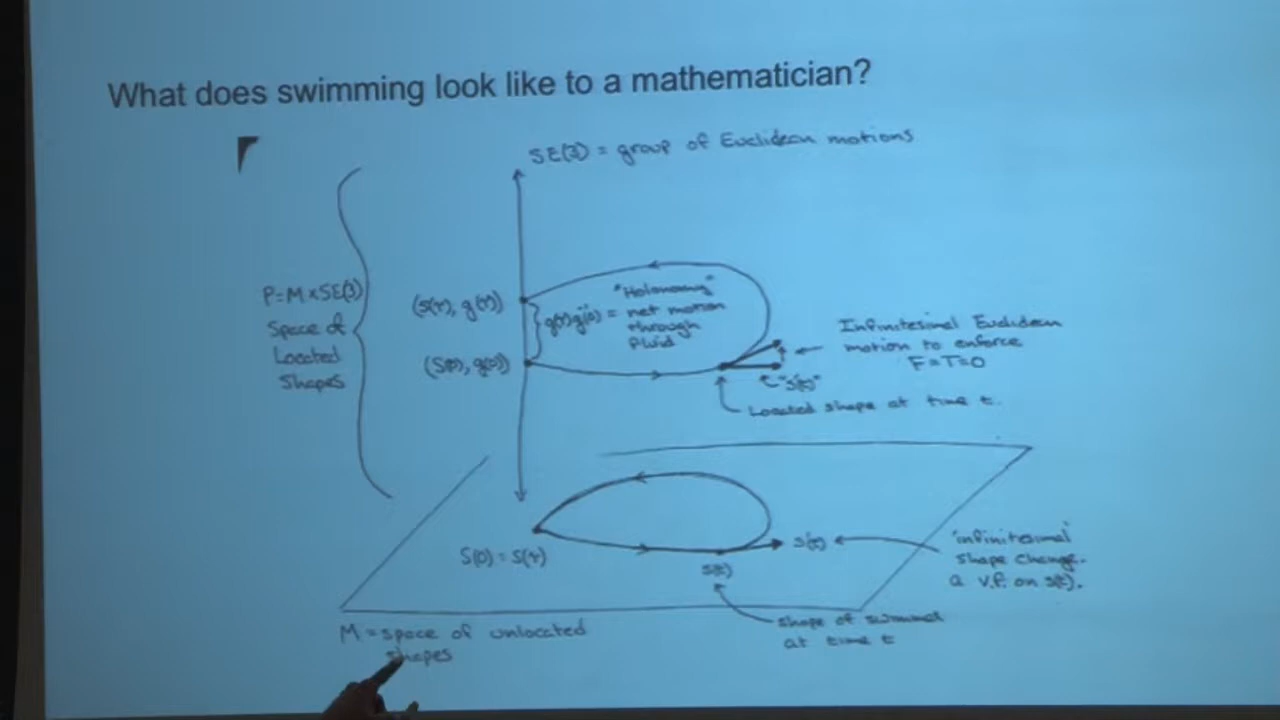 What does swimming look like to a mathematician?
SE(3) = group of Euclidean motions
P=M×SE(3)
Space of
Located
Shapes
(S(τ), g(τ))
(S(0), g(0))
"Holonomy"
g(τ)g⁻¹(0) = net motion
through
fluid
Infinitesimal Euclidean
motion to enforce
F=T=0
"Ṡ(t)"
Located shape at time t.
S(0) = S(τ)
S(t)
Ṡ(t)
"infinitesimal"
shape change.
a v.f. on S(t).
shape of swimmer
at time t
M = space of unlocated
shapes